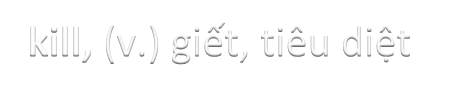 kill, (v.) giết, tiêu diệt